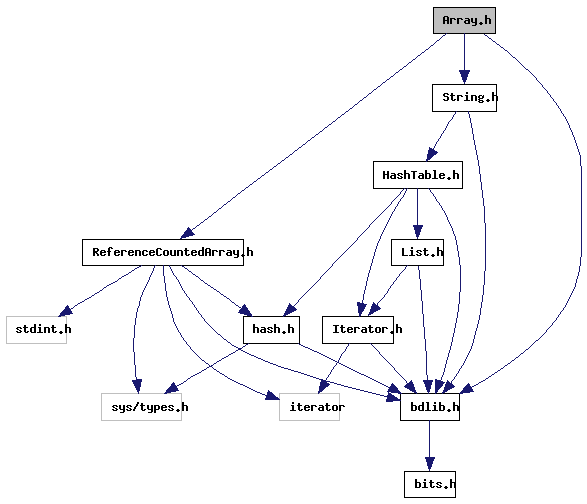 Array.h
String.h
HashTable.h
ReferenceCountedArray.h
List.h
stdint.h
hash.h
Iterator.h
sys/types.h
iterator
bdlib.h
bits.h